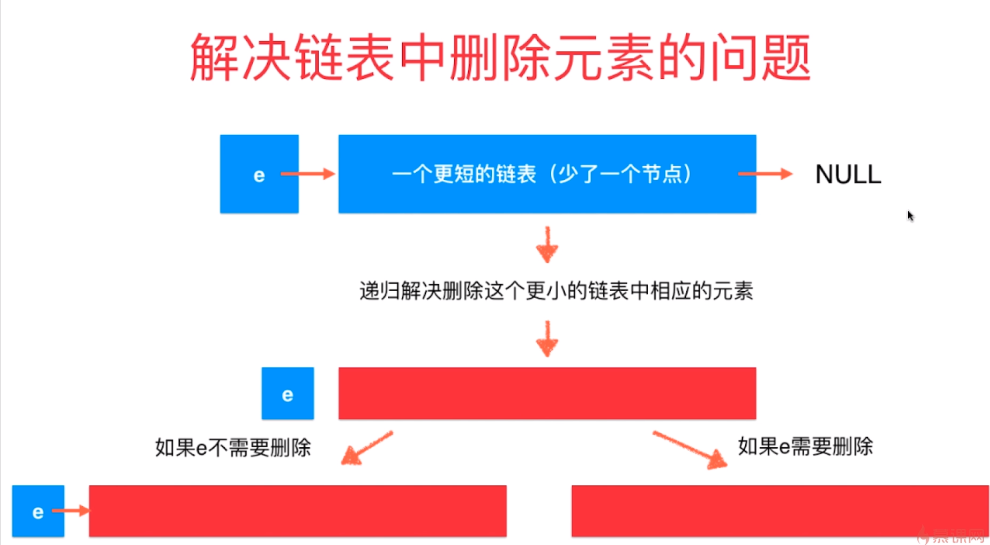 解决链表中删除元素的问题
e
一个更短的链表（少了一个节点）
NULL
递归解决删除这个更小的链表中相应的元素
e
如果e不需要删除
如果e需要删除
e
慕课网